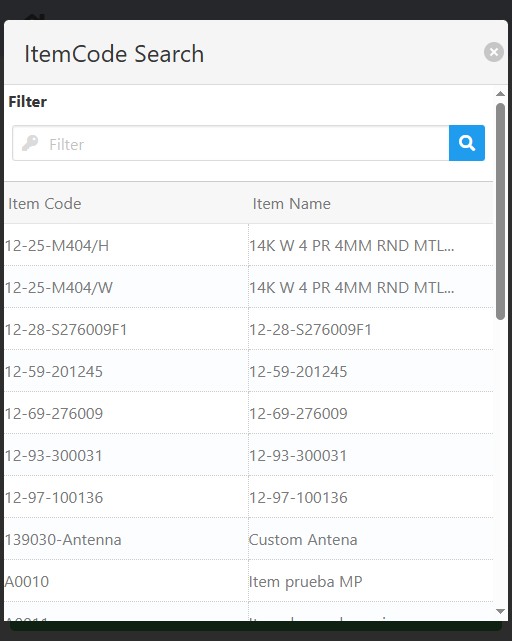 ItemCode Search
Filter
Filter
Item Code Item Name
12-25-M404/H 14K W 4 PR 4MM RND MTL...
12-25-M404/W 14K W 4 PR 4MM RND MTL...
12-28-S276009F1 12-28-S276009F1
12-59-201245 12-59-201245
12-69-276009 12-69-276009
12-93-300031 12-93-300031
12-97-100136 12-97-100136
139030-Antenna Custom Antena
A0010 Item prueba MP
A0011